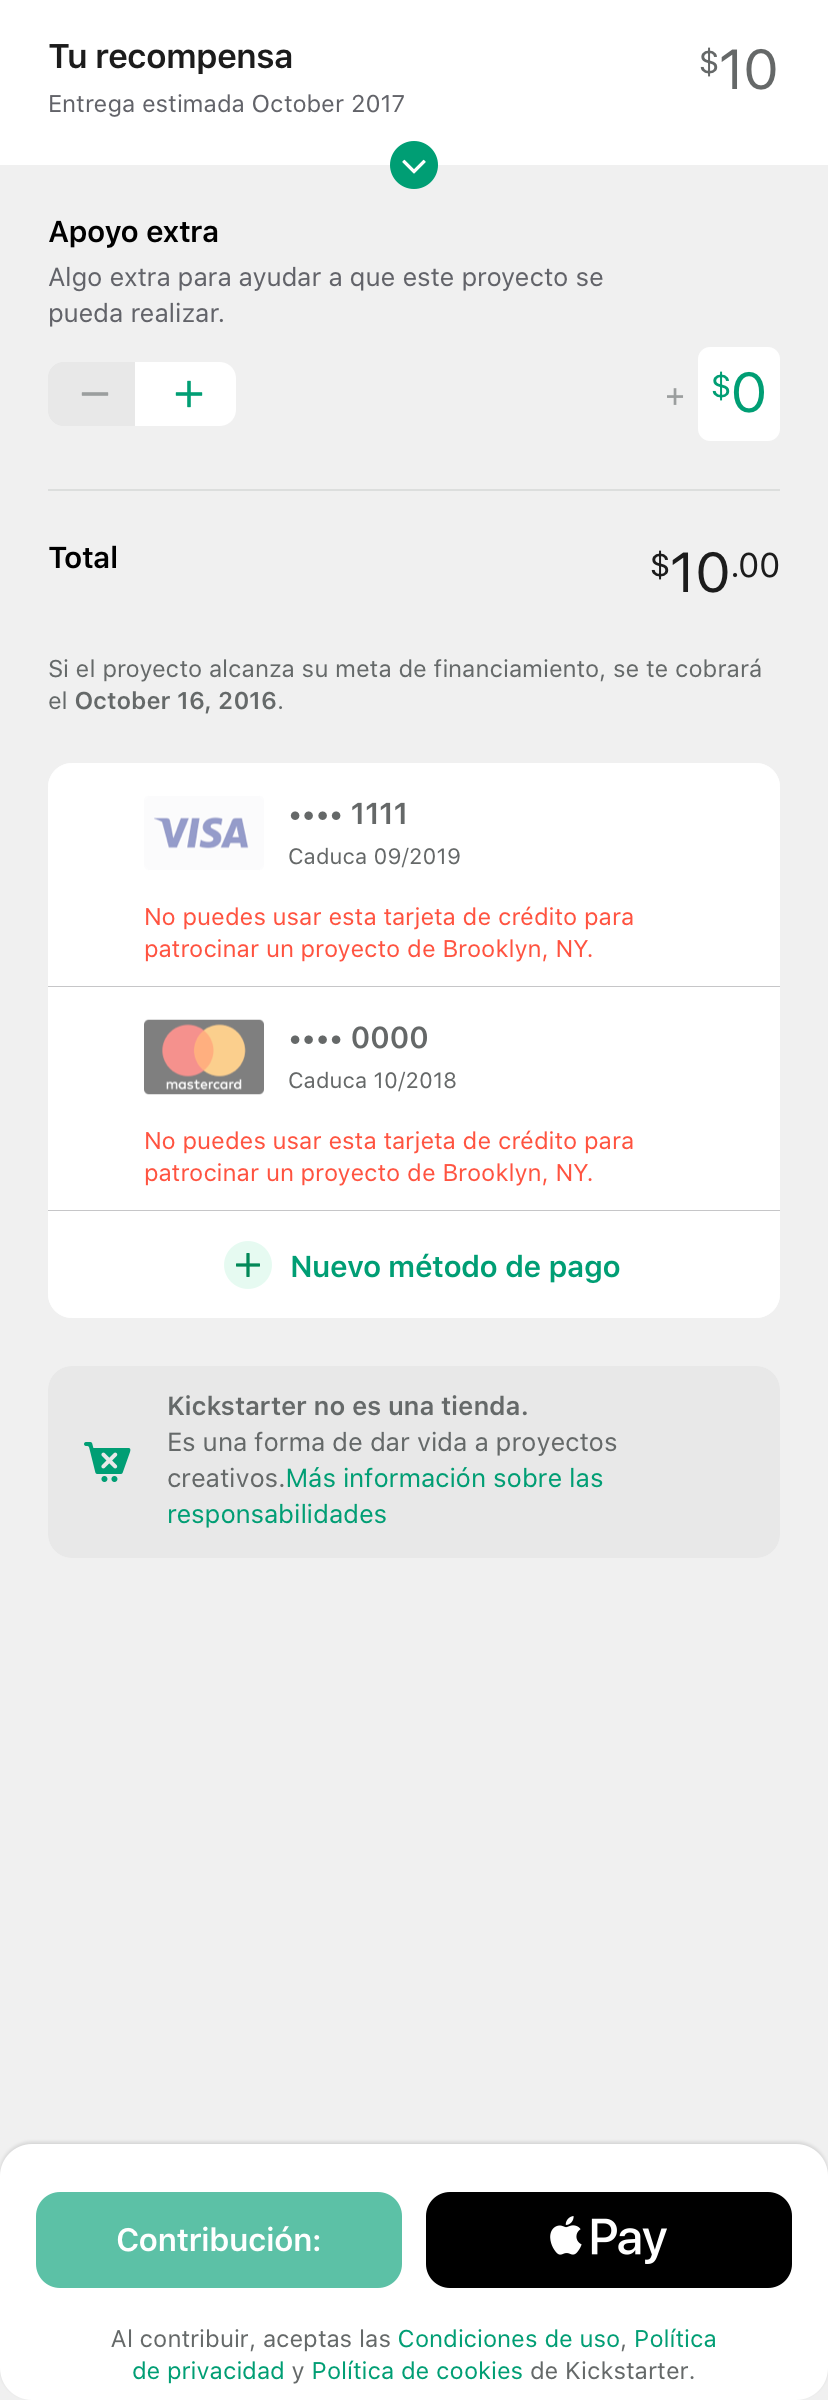 Tu recompensa
$10
Entrega estimada October 2017
Apoyo extra
Algo extra para ayudar a que este proyecto se
pueda realizar.
+ $0
Total
$10.00
Si el proyecto alcanza su meta de financiamiento, se te cobrará
el October 16, 2016.
VISA
•••• 1111
Caduca 09/2019
No puedes usar esta tarjeta de crédito para
patrocinar un proyecto de Brooklyn, NY.
mastercard
•••• 0000
Caduca 10/2018
No puedes usar esta tarjeta de crédito para
patrocinar un proyecto de Brooklyn, NY.
Nuevo método de pago
Kickstarter no es una tienda.
Es una forma de dar vida a proyectos
creativos.Más información sobre las
responsabilidades
Contribución:
Pay
Al contribuir, aceptas las Condiciones de uso, Política
de privacidad y Política de cookies de Kickstarter.